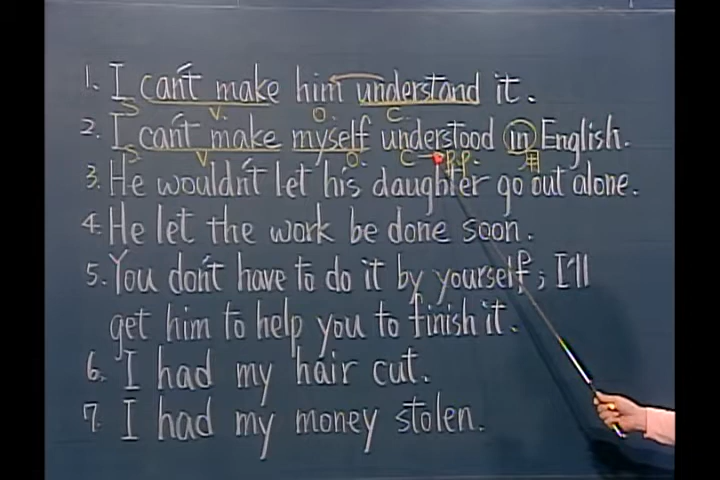 1. I can't make him understand it.
S V. O. C.
2. I can't make myself understood in English.
S V O. C → p.p. 用
3. He wouldn't let his daughter go out alone.
4. He let the work be done soon.
5. You don't have to do it by yourself; I'll
get him to help you to finish it.
6. I had my hair cut.
7. I had my money stolen.